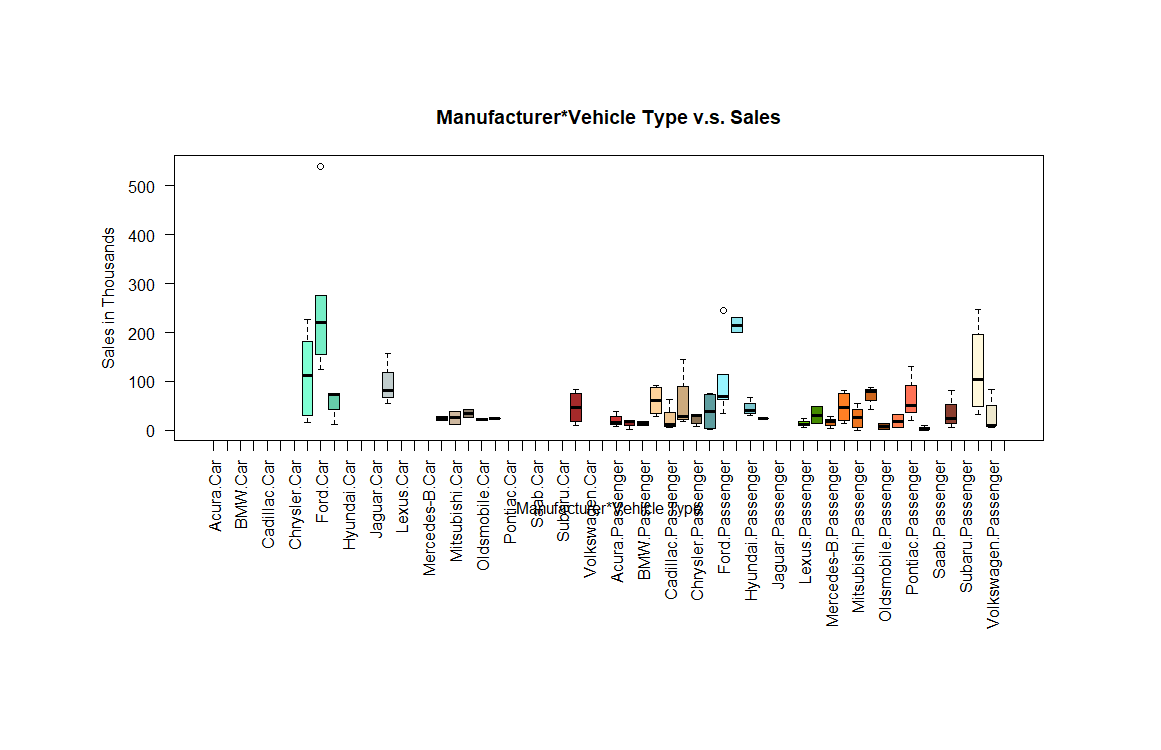 Manufacturer*Vehicle Type v.s. Sales
Sales in Thousands
500
400
300
200
100
0
Acura.Car
BMW.Car
Cadillac.Car
Chrysler.Car
Ford.Car
Hyundai.Car
Jaguar.Car
Lexus.Car
Mercedes-B.Car
Mitsubishi.Car
Oldsmobile.Car
Pontiac.Car
Saab.Car
Subaru.Car
Volkswagen.Car
Acura.Passenger
BMW.Passenger
Cadillac.Passenger
Chrysler.Passenger
Ford.Passenger
Hyundai.Passenger
Jaguar.Passenger
Lexus.Passenger
Mercedes-B.Passenger
Mitsubishi.Passenger
Oldsmobile.Passenger
Pontiac.Passenger
Saab.Passenger
Subaru.Passenger
Volkswagen.Passenger
Manufacturer*Vehicle Type